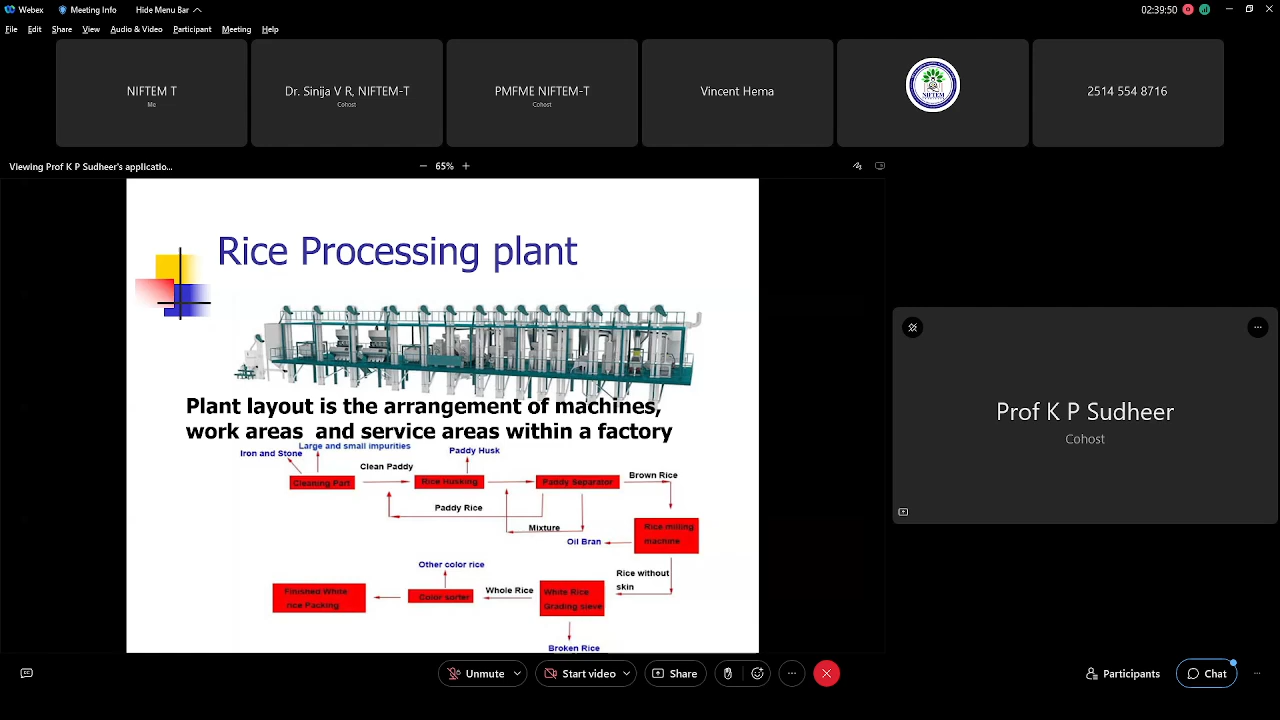 Webex
Meeting Info
Hide Menu Bar
02:39:50
File Edit Share View Audio & Video Participant Meeting Help
NIFTEM T
Me
Dr. Sinija V R, NIFTEM-T
Cohost
PMFME NIFTEM-T
Cohost
Vincent Hema
NIFTEM
2514 554 8716
Viewing Prof K P Sudheer's applicatio...
65%
Rice Processing plant
Plant layout is the arrangement of machines,
work areas and service areas within a factory
Large and small impurities
Iron and Stone
Paddy Husk
Clean Paddy
Cleaning Part
Rice Husking
Paddy Separator
Brown Rice
Paddy Rice
Mixture
Rice milling
machine
Oil Bran
Rice without
skin
Other color rice
Finished White
rice Packing
Color sorter
Whole Rice
White Rice
Grading sieve
Broken Rice
Prof K P Sudheer
Cohost
Unmute
Start video
Share
Participants
Chat